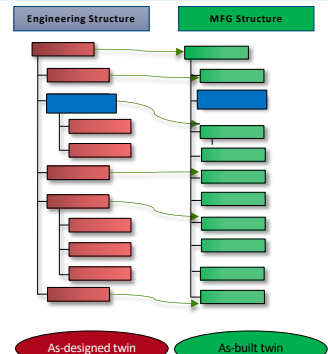 Engineering Structure
MFG Structure
As-designed twin
As-built twin